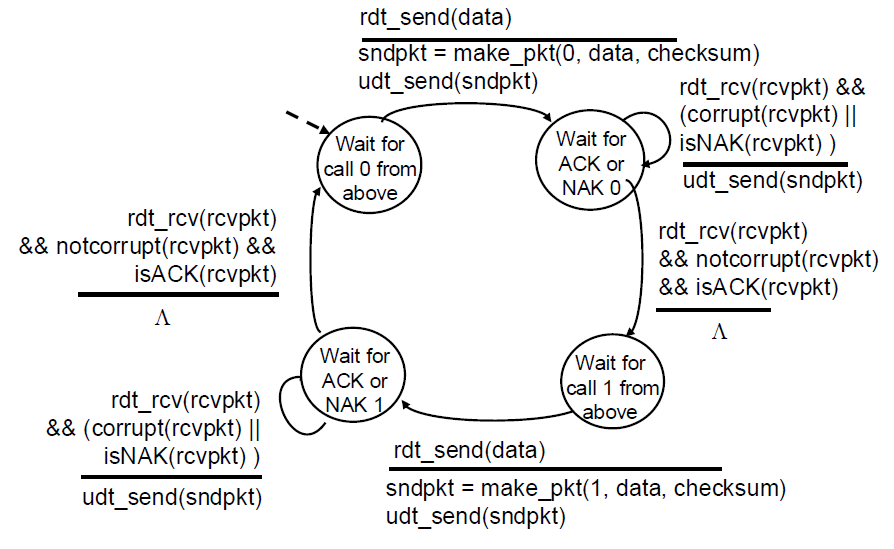 rdt_send(data)
sndpkt = make_pkt(0, data, checksum)
udt_send(sndpkt)
Wait for
call 0 from
above
Wait for
ACK or
NAK 0
rdt_rcv(rcvpkt) &&
(corrupt(rcvpkt) ||
isNAK(rcvpkt) )
udt_send(sndpkt)
rdt_rcv(rcvpkt)
&& notcorrupt(rcvpkt) &&
isACK(rcvpkt)
Λ
rdt_rcv(rcvpkt)
&& notcorrupt(rcvpkt)
&& isACK(rcvpkt)
Λ
Wait for
ACK or
NAK 1
Wait for
call 1 from
above
rdt_rcv(rcvpkt)
&& (corrupt(rcvpkt) ||
isNAK(rcvpkt) )
udt_send(sndpkt)
rdt_send(data)
sndpkt = make_pkt(1, data, checksum)
udt_send(sndpkt)